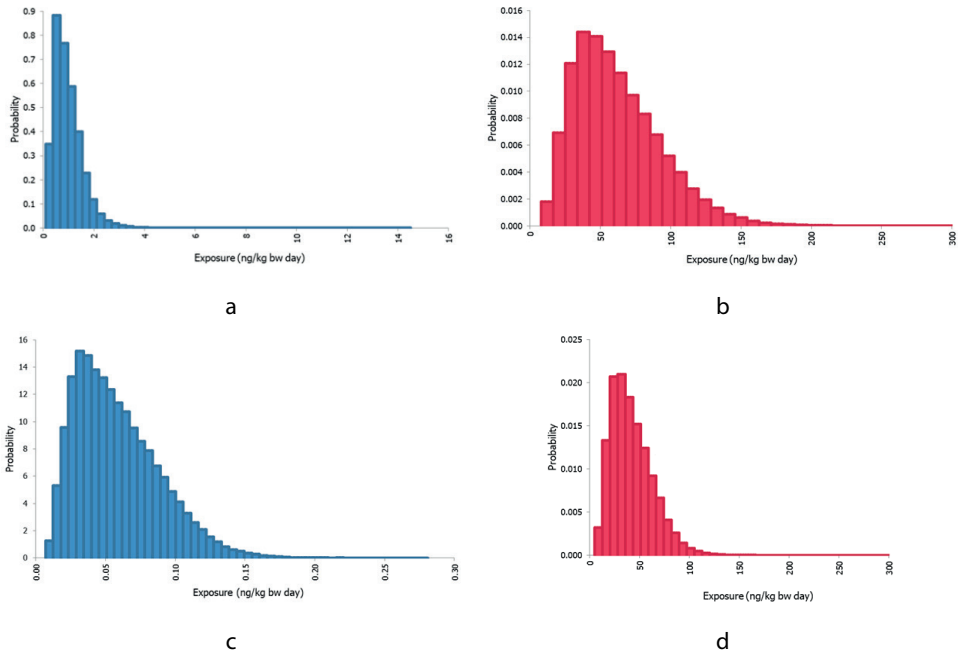 0.9
0.8
0.7
0.6
0.5
0.4
0.3
0.2
0.1
0.0
Probability
0 2 4 6 8 10 12 14 16
Exposure (ng/kg bw day)
a
0.016
0.014
0.012
0.010
0.008
0.006
0.004
0.002
0.000
Probability
0 50 100 150 200 250 300
Exposure (ng/kg bw day)
b
16
14
12
10
8
6
4
2
0
Probability
0.00 0.05 0.10 0.15 0.20 0.25 0.30
Exposure (ng/kg bw day)
c
0.025
0.020
0.015
0.010
0.005
0.000
Probability
0 50 100 150 200 250 300
Exposure (ng/kg bw day)
d